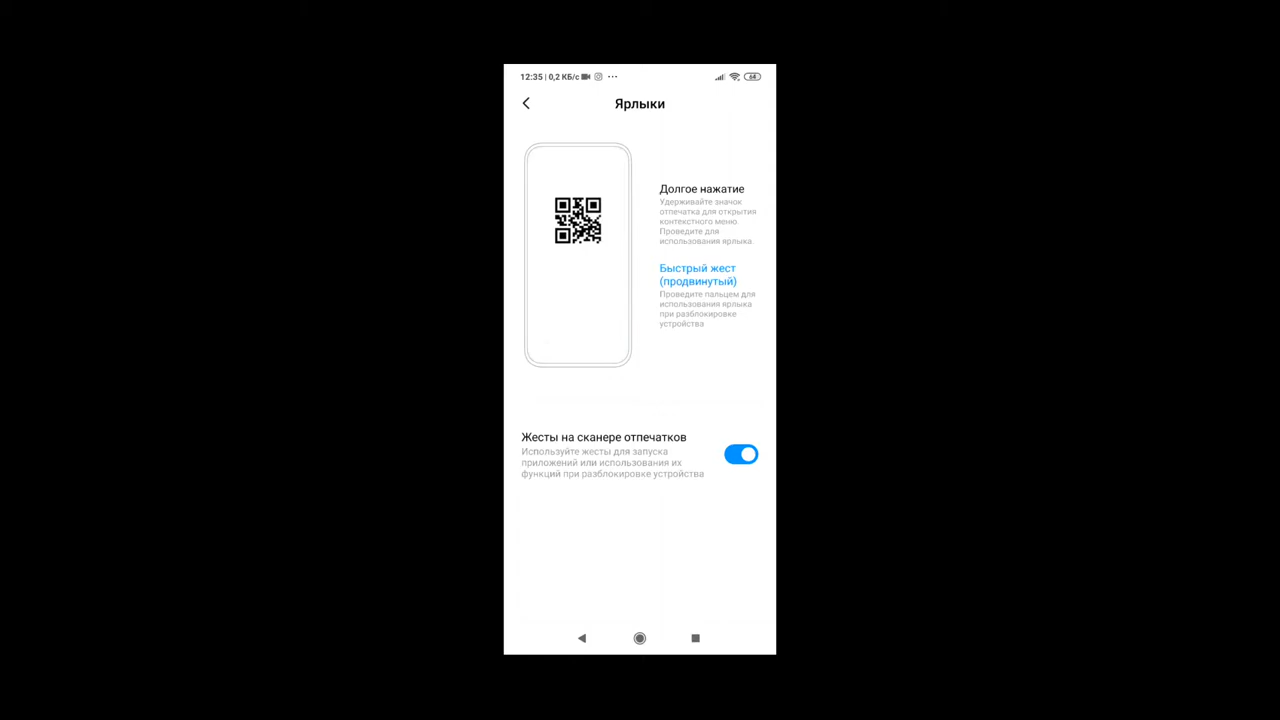 12:35 | 0,2 КБ/с ... 64
Ярлыки
Долгое нажатие
Удерживайте значок
отпечатка для открытия
контекстного меню
Проведите для
использования ярлыка.
Быстрый жест
(продвинутый)
Проведите пальцем для
использования ярлыка
при разблокировке
устройства
Жесты на сканере отпечатков
Используйте жесты для запуска
приложений или использования их
функций при разблокировке устройства